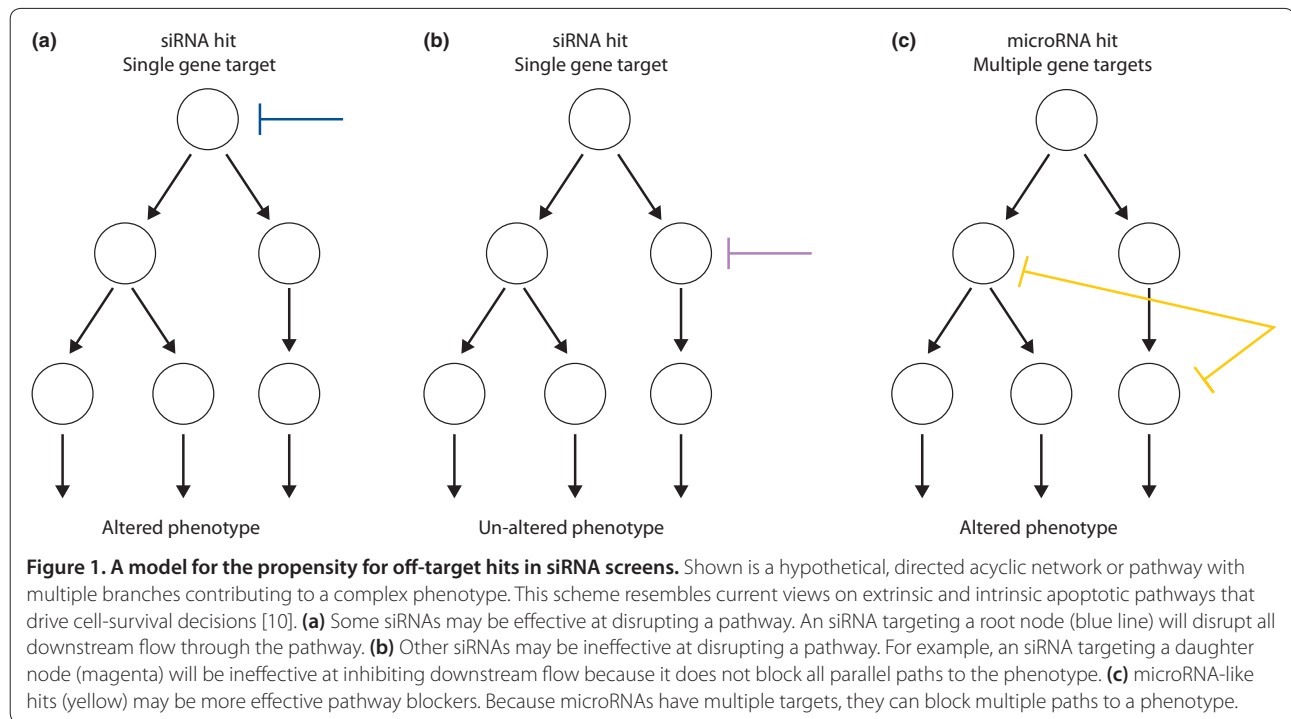 (a)
siRNA hit
Single gene target
Altered phenotype
(b)
siRNA hit
Single gene target
Un-altered phenotype
(c)
microRNA hit
Multiple gene targets
Altered phenotype
Figure 1. A model for the propensity for off-target hits in siRNA screens. Shown is a hypothetical, directed acyclic network or pathway with
multiple branches contributing to a complex phenotype. This scheme resembles current views on extrinsic and intrinsic apoptotic pathways that
drive cell-survival decisions [10]. (a) Some siRNAs may be effective at disrupting a pathway. An siRNA targeting a root node (blue line) will disrupt all
downstream flow through the pathway. (b) Other siRNAs may be ineffective at disrupting a pathway. For example, an siRNA targeting a daughter
node (magenta) will be ineffective at inhibiting downstream flow because it does not block all parallel paths to the phenotype. (c) microRNA-like
hits (yellow) may be more effective pathway blockers. Because microRNAs have multiple targets, they can block multiple paths to a phenotype.